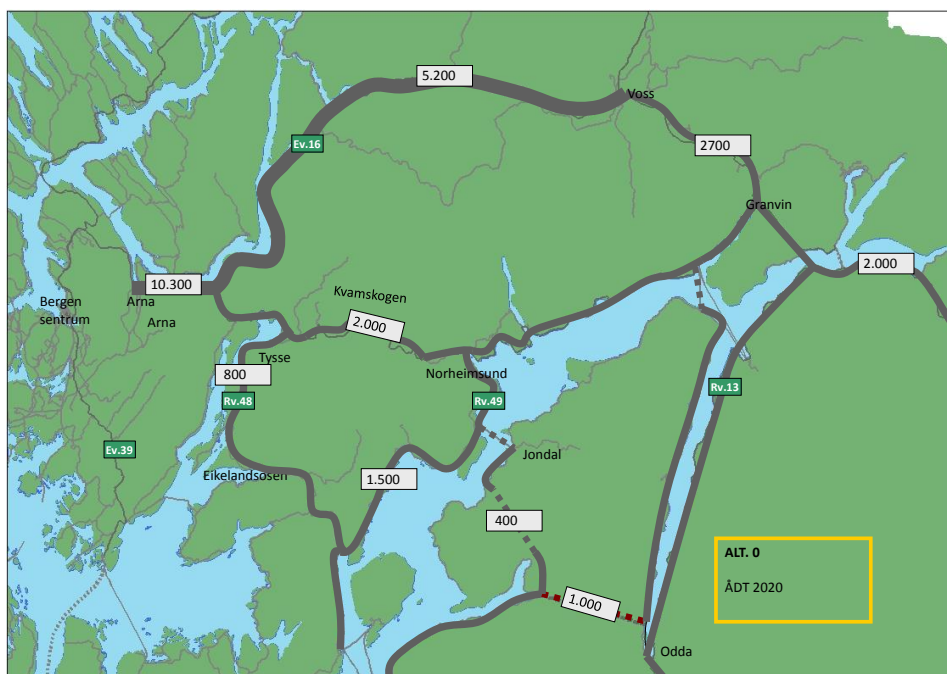 5.200
Voss
Ev.16
2700
Granvin
2.000
10.300
Arna
Bergen
sentrum
Arna
Kvamskogen
2.000
Tysse
800
Norheimsund
Rv.48
Rv.49
Rv.13
Ev.39
Jondal
Eikelandsosen
1.500
400
ALT. 0
ÅDT 2020
1.000
Odda